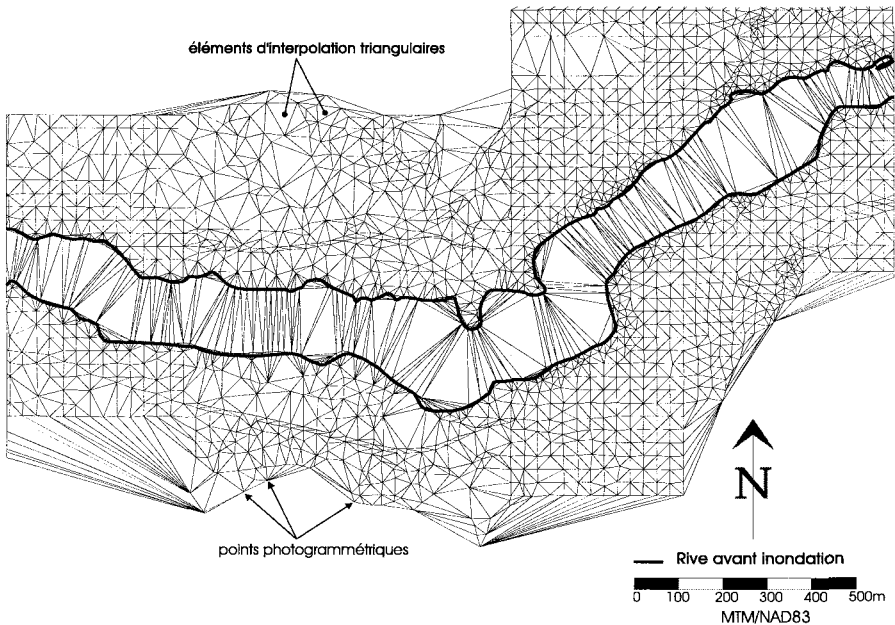 éléments d'interpolation triangulaires
points photogrammétriques
N
Rive avant inondation
0 100 200 300 400 500m
MTM/NAD83